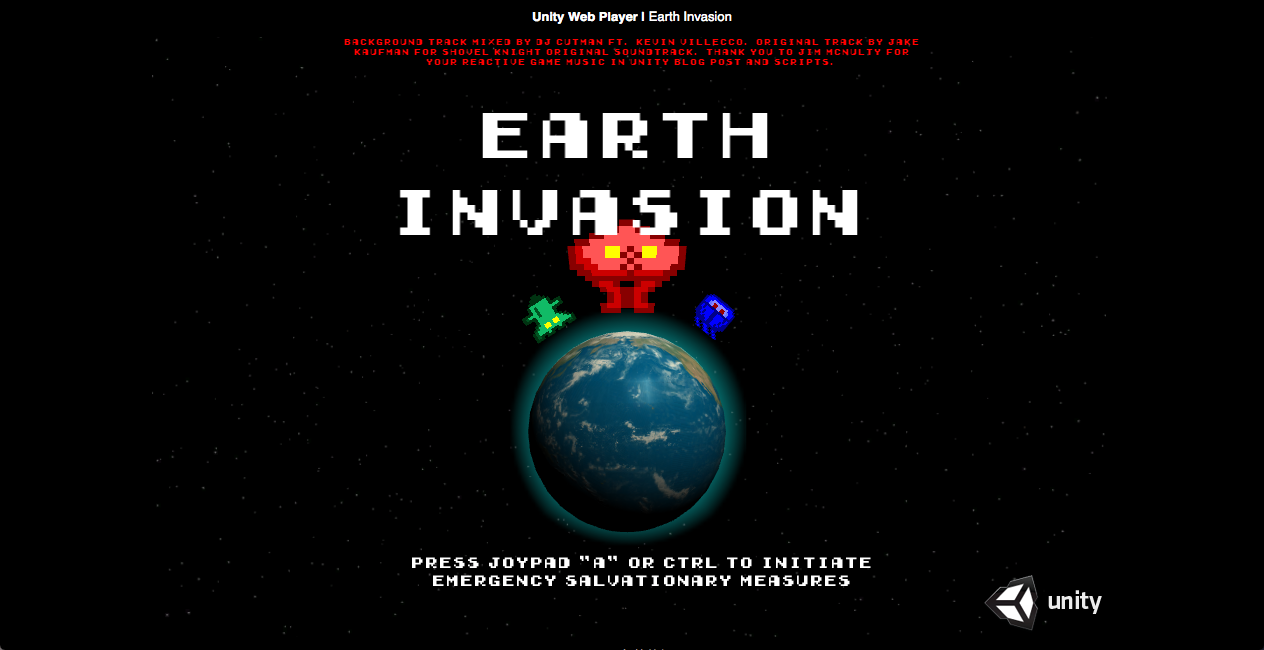 Unity Web Player | Earth Invasion
BACKGROUND TRACK MIXED BY DJ CUTMAN FT. KEVIN VILLECCO. ORIGINAL TRACK BY JAKE
KAUFMAN FOR SHOVEL KNIGHT ORIGINAL SOUNDTRACK. THANK YOU TO JIM MCNULTY FOR
YOUR REACTIVE GAME MUSIC IN UNITY BLOG POST AND SCRIPTS.
EARTH
INVASION
PRESS JOYPAD "A" OR CTRL TO INITIATE
EMERGENCY SALVATIONARY MEASURES
unity